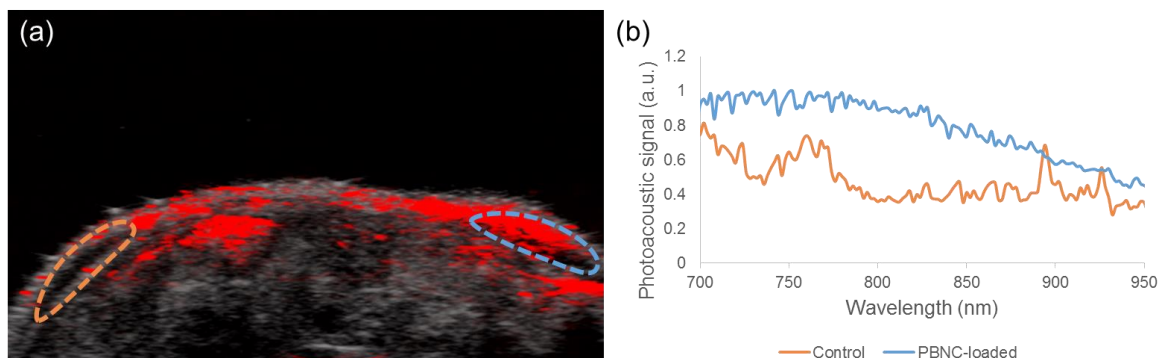 (a)
(b)
Photoacoustic signal (a.u.)
1.2
1
0.8
0.6
0.4
0.2
0
700
750
800
850
900
950
Wavelength (nm)
Control
PBNC-loaded